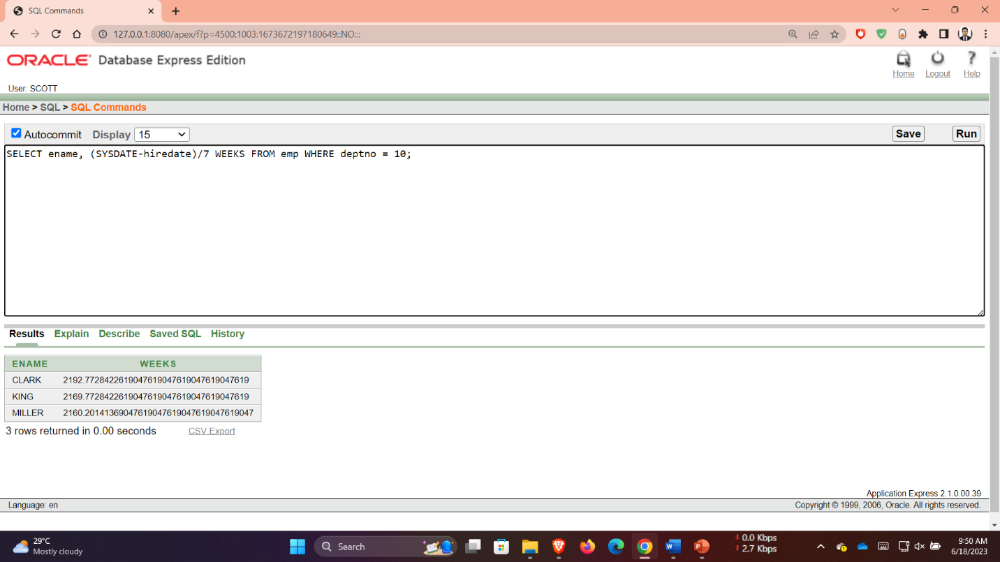 SQL Commands
127.0.0.1:8080/apex/f?p=4500:1003:1673672197180649::NO:::
ORACLE Database Express Edition
Home Logout Help
User: SCOTT
Home > SQL > SQL Commands
Autocommit Display 15 Save Run
SELECT ename, (SYSDATE-hiredate)/7 WEEKS FROM emp WHERE deptno = 10;
Results Explain Describe Saved SQL History
ENAME WEEKS
CLARK 2192.77284226190476190476190476190476​19
KING 2169.77284226190476190476190476190476​19
MILLER 2160.20141369047619047619047619047619047
3 rows returned in 0.00 seconds CSV Export
Application Express 2.1.0.00.39
Language: en Copyright © 1999, 2006, Oracle. All rights reserved.
29°C
Mostly cloudy
Search
0.0 Kbps
2.7 Kbps
9:50 AM
6/18/2023